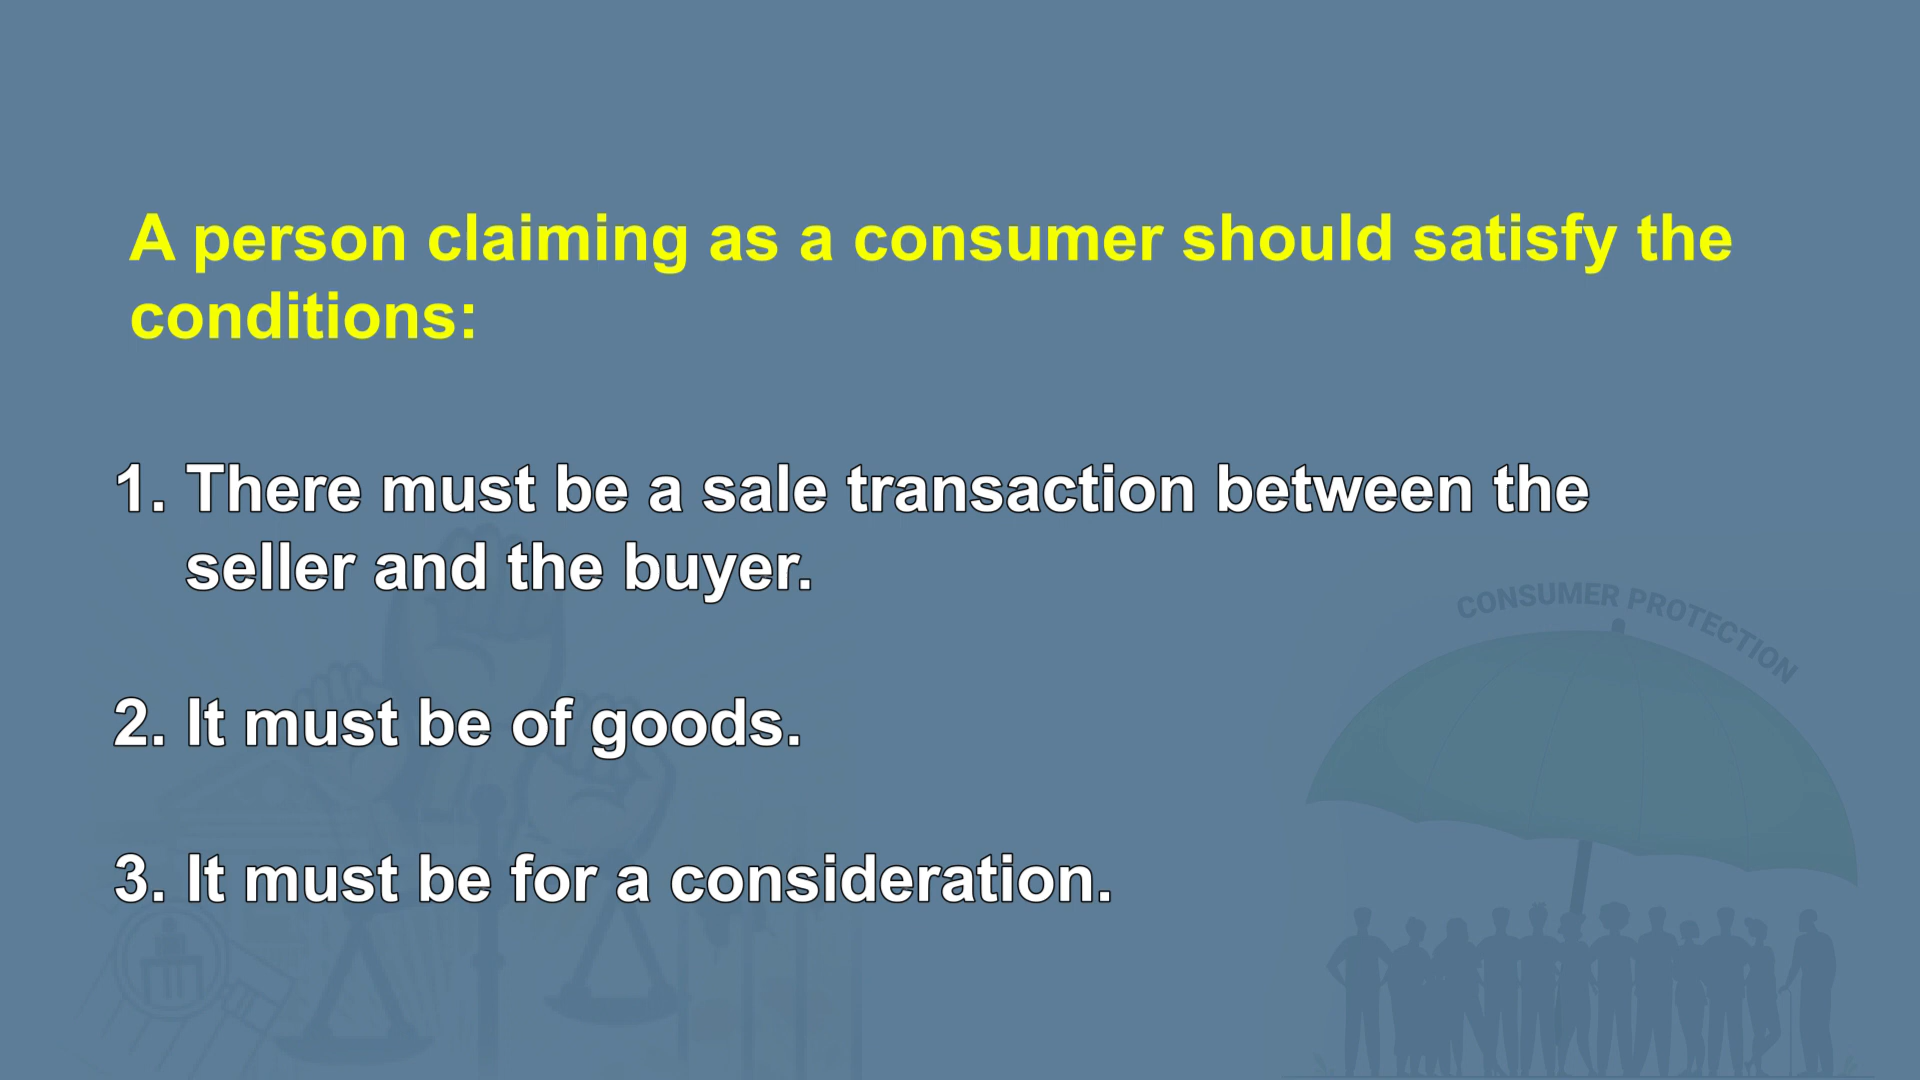 A person claiming as a consumer should satisfy the
conditions:
1. There must be a sale transaction between the
seller and the buyer.
CONSUMER PROTECTION
2. It must be of goods.
3. It must be for a consideration.